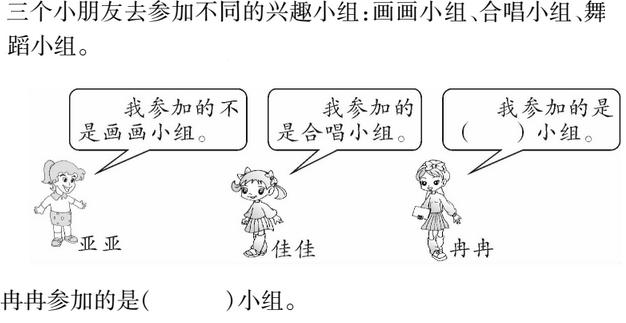 三个小朋友去参加不同的兴趣小组:画画小组、合唱小组、舞
蹈小组。
我参加的不
是画画小组。
我参加的
是合唱小组。
我参加的是
(    )小组。
亚亚
佳佳
冉冉
冉冉参加的是(    )小组。